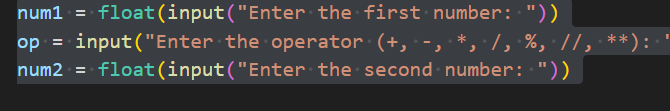 num1 = float(input("Enter the first number: "))
op = input("Enter the operator (+, -, *, /, %, //, **): "
num2 = float(input("Enter the second number: "))